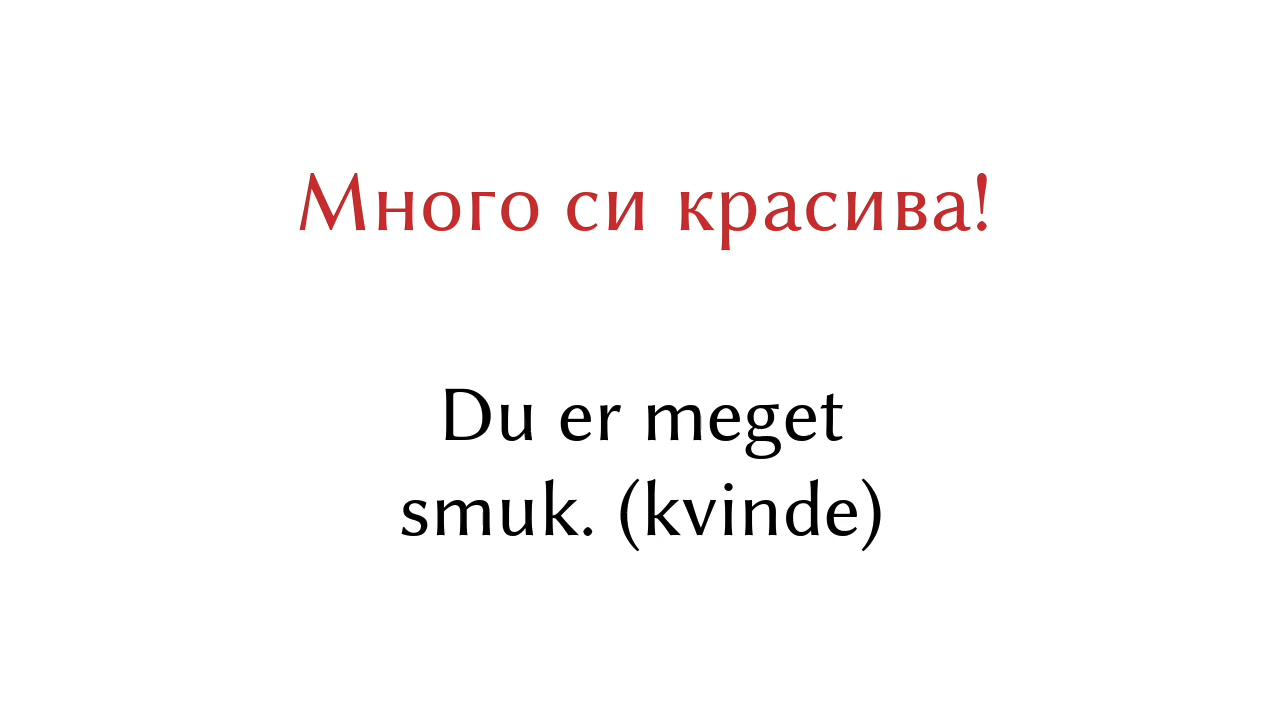 Много си красива!
Du er meget
smuk. (kvinde)